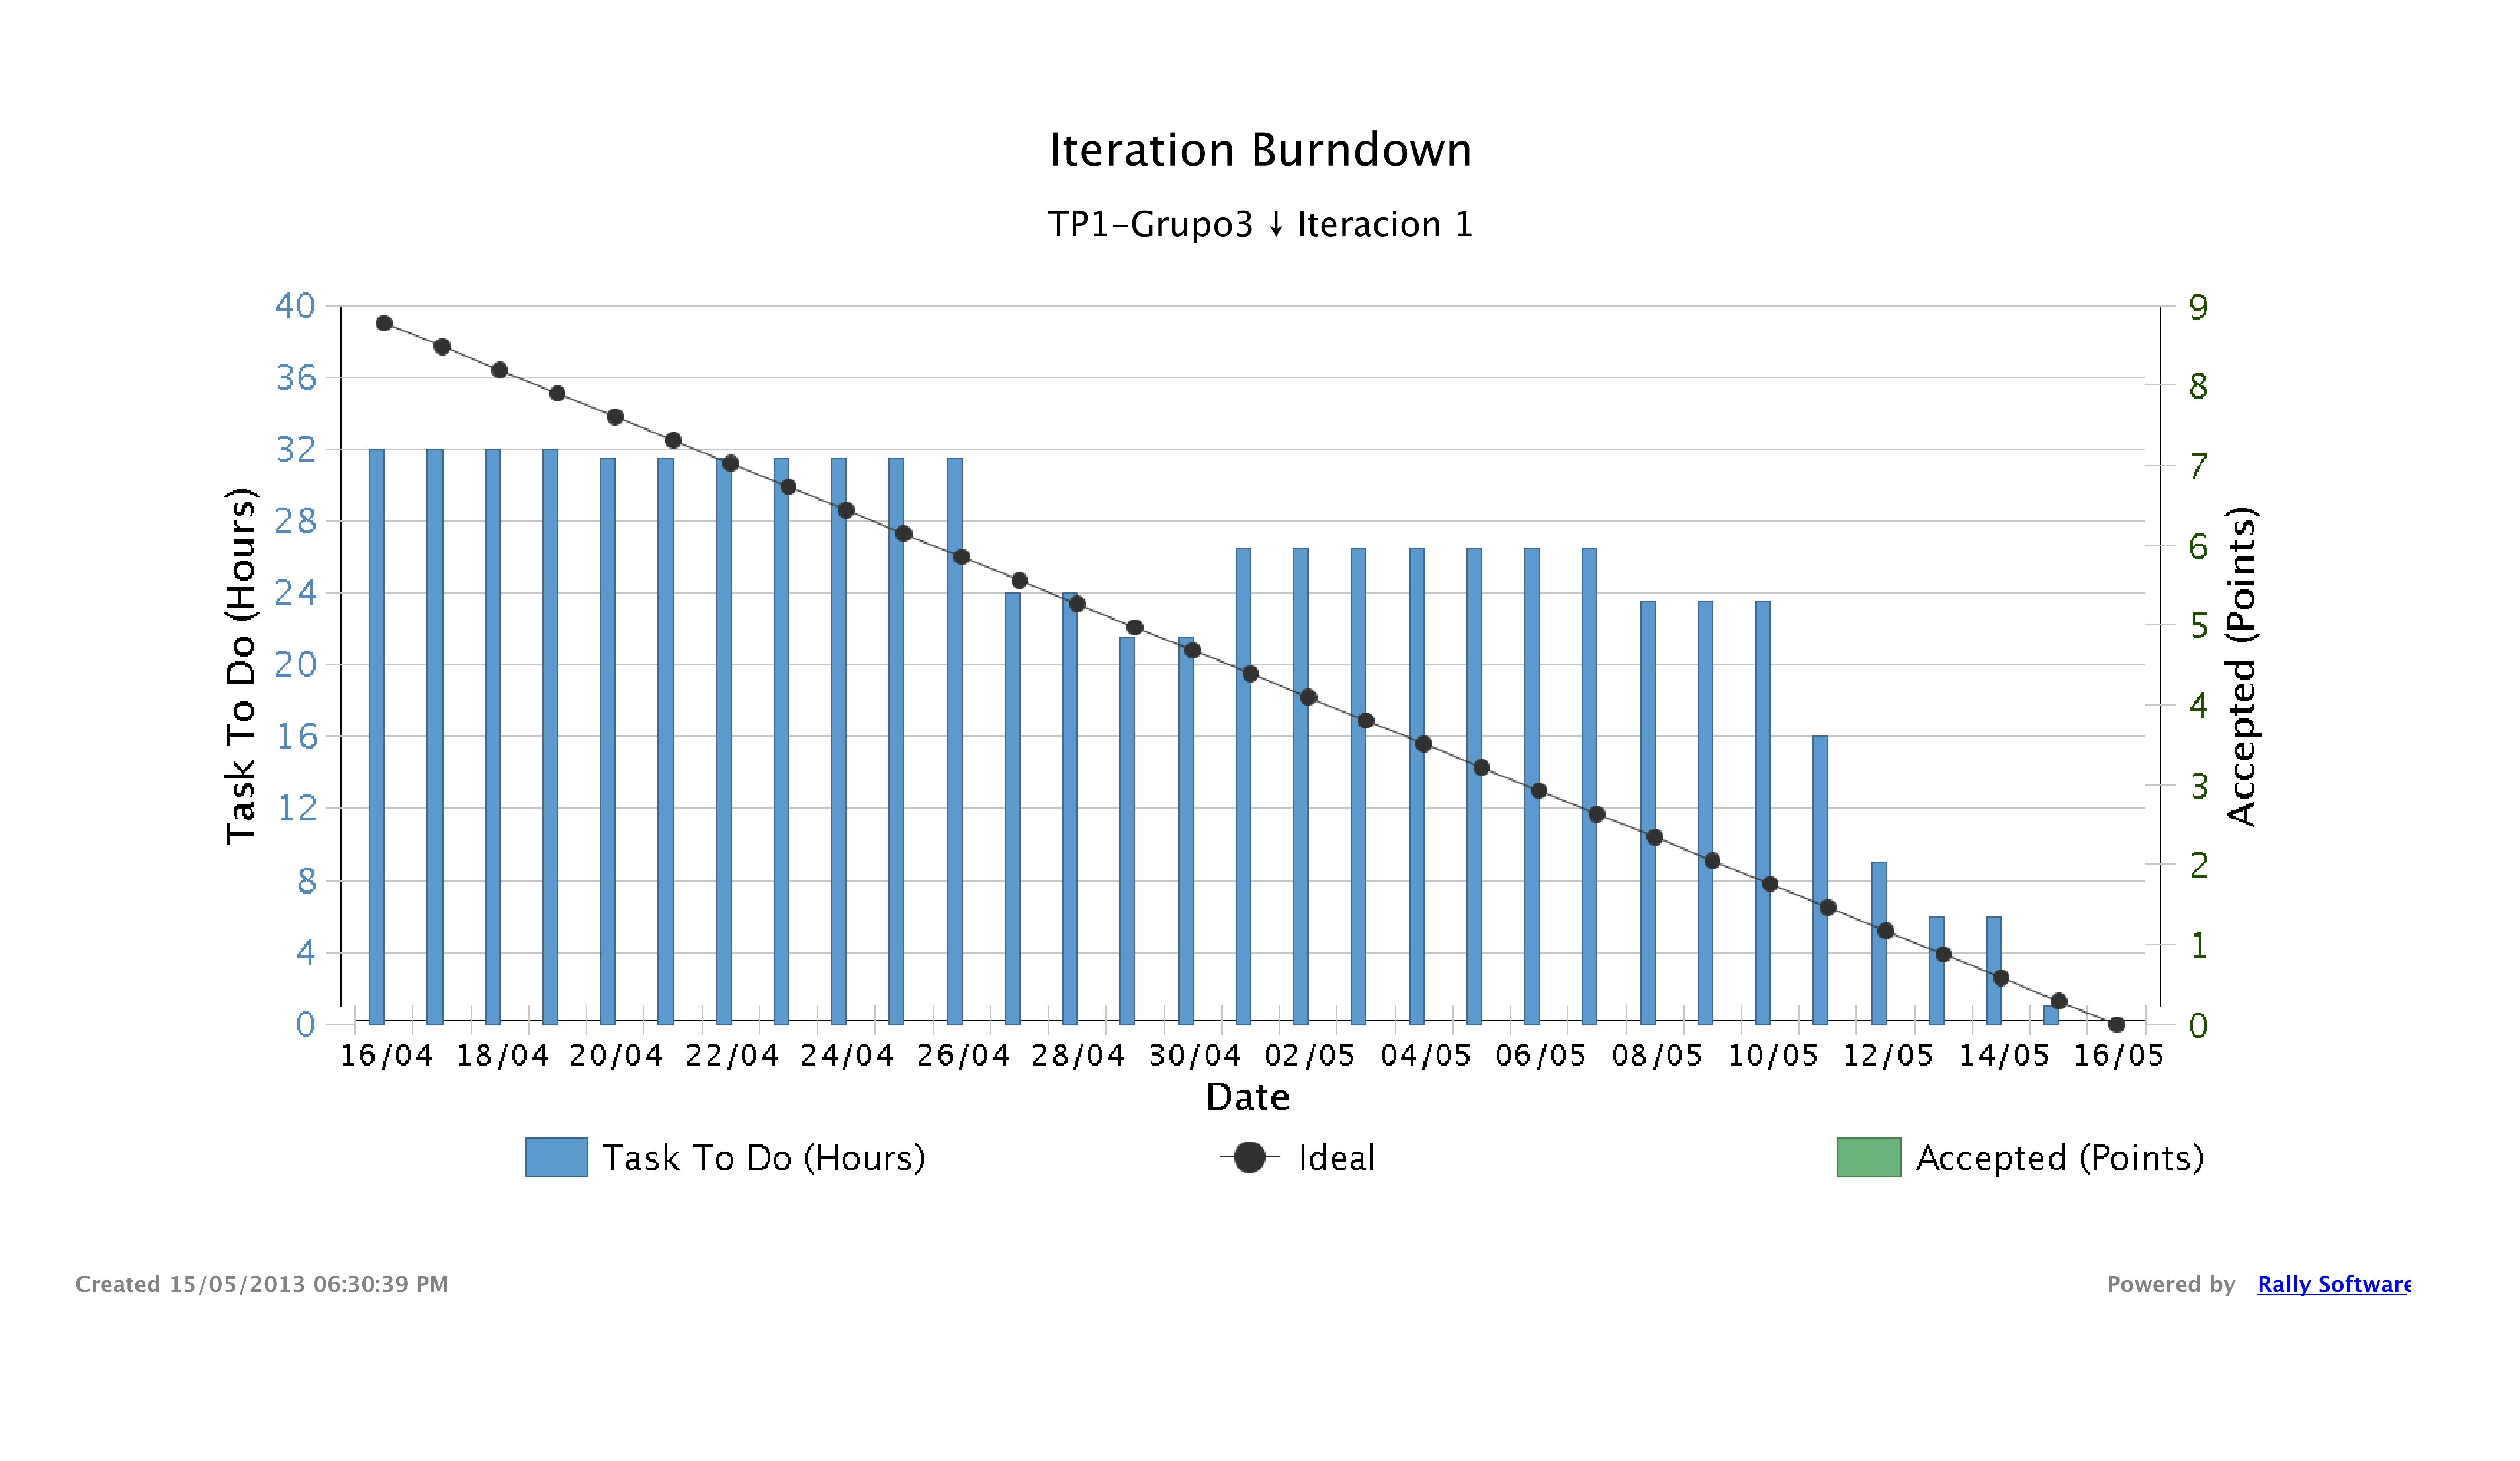 Iteration Burndown
TP1-Grupo3 ↓ Iteracion 1
40
36
32
28
24
20
16
12
8
4
0
Task To Do (Hours)
9
8
7
6
5
4
3
2
1
0
Accepted (Points)
16/04 18/04 20/04 22/04 24/04 26/04 28/04 30/04 02/05 04/05 06/05 08/05 10/05 12/05 14/05 16/05
Date
Task To Do (Hours) Ideal Accepted (Points)
Created 15/05/2013 06:30:39 PM Powered by Rally Software